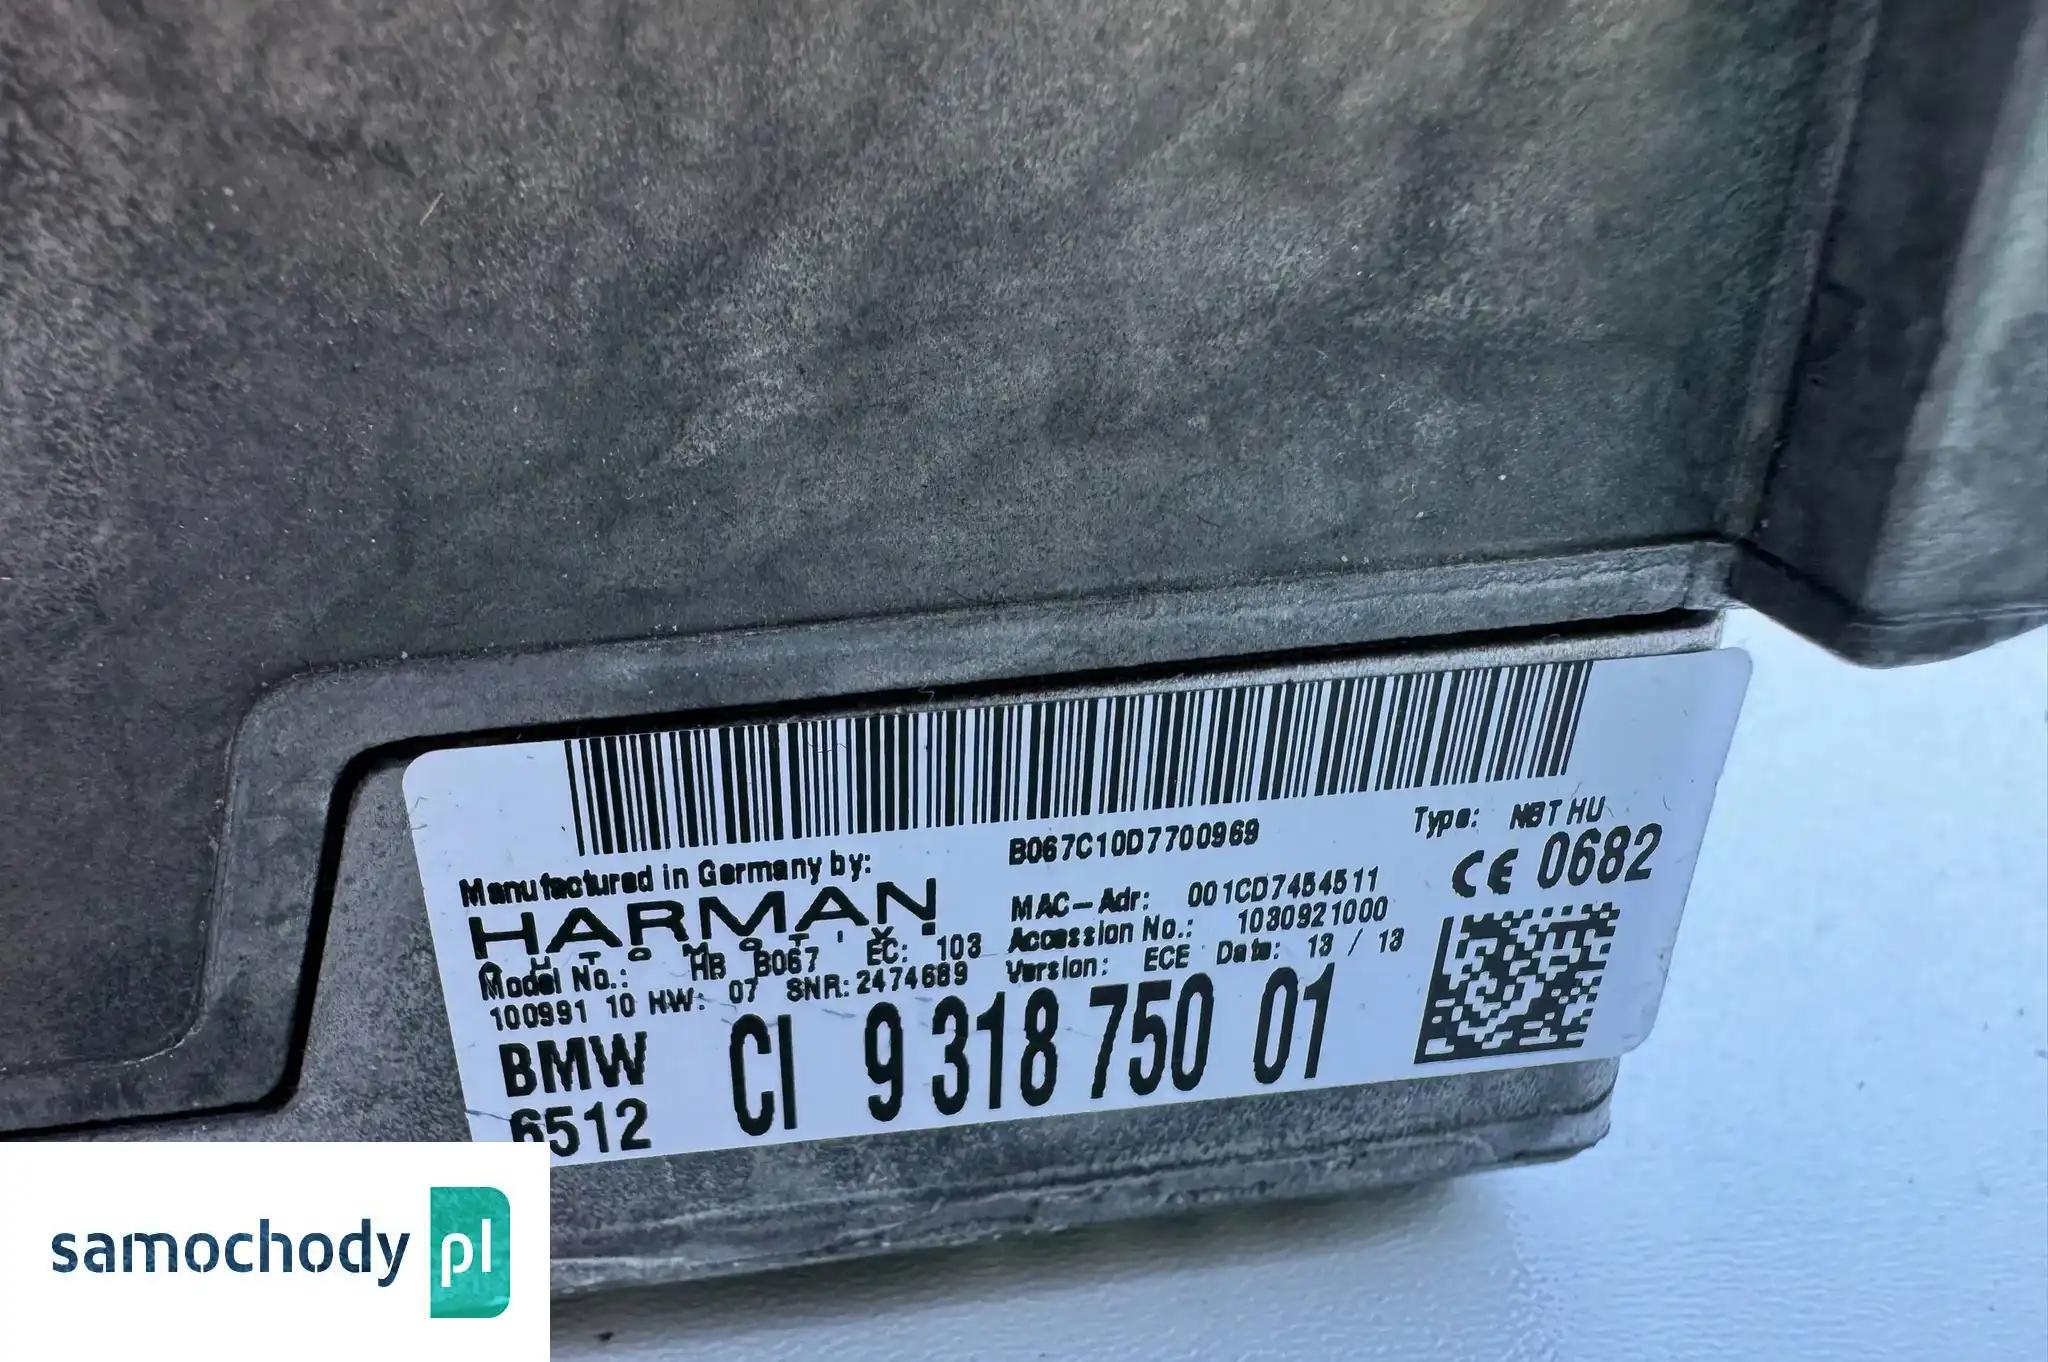 B067C10D7700969
Type: NBT HU
Manufactured in Germany by:
HARMAN
AUTOMOTIVE
CE 0682
MAC-Adr: 001CD7454511
Accession No.: 1030921000
Model No.: HB B067 EC: 103
Version: ECE Date: 13 / 13
100991 10 HW: 07 SNR: 2474689
BMW CI 9 318 750 01
6512
samochody pl